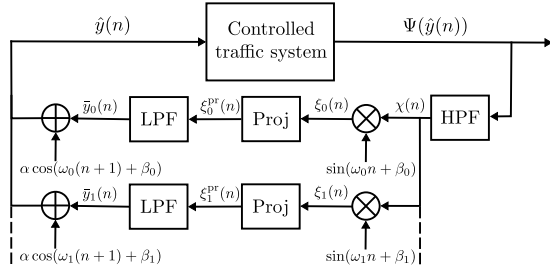 ŷ(n)
Controlled
traffic system
Ψ(ŷ(n))
ȳ₀(n)
LPF
ξ₀ᵖʳ(n)
Proj
ξ₀(n)
χ(n)
HPF
α cos(ω₀(n + 1) + β₀)
sin(ω₀n + β₀)
ȳ₁(n)
LPF
ξ₁ᵖʳ(n)
Proj
ξ₁(n)
α cos(ω₁(n + 1) + β₁)
sin(ω₁n + β₁)